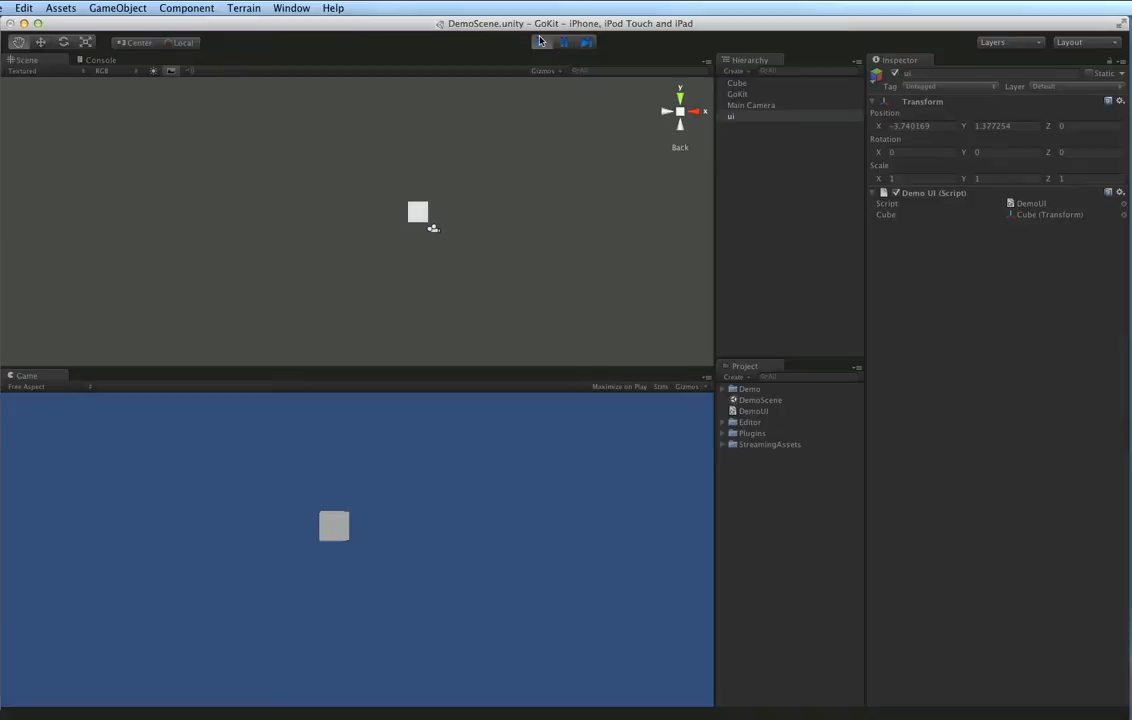 Edit Assets GameObject Component Terrain Window Help
DemoScene.unity – GoKit – iPhone, iPod Touch and iPad
Center Local Layers Layout
Scene Console
Textured RGB Gizmos All
y
x
Back
Game
Free Aspect Maximize on Play Stats Gizmos
Hierarchy
Create All
Cube
GoKit
Main Camera
ui
Project
Create All
Demo
DemoScene
DemoUI
Editor
Plugins
StreamingAssets
Inspector
ui Static
Tag Untagged Layer Default
Transform
Position
X -3.740169 Y 1.377254 Z 0
Rotation
X 0 Y 0 Z 0
Scale
X 1 Y 1 Z 1
Demo UI (Script)
Script DemoUI
Cube Cube (Transform)